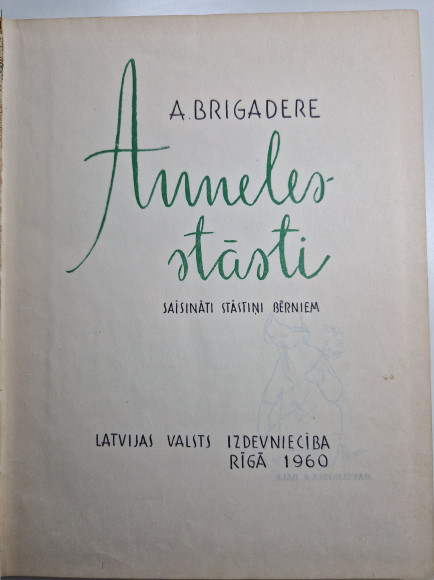 A. BRIGADERE
Anneles
stāsti
SAĪSINĀTI STĀSTIŅI BĒRNIEM
LATVIJAS VALSTS IZDEVNIECĪBA
RĪGĀ 1960